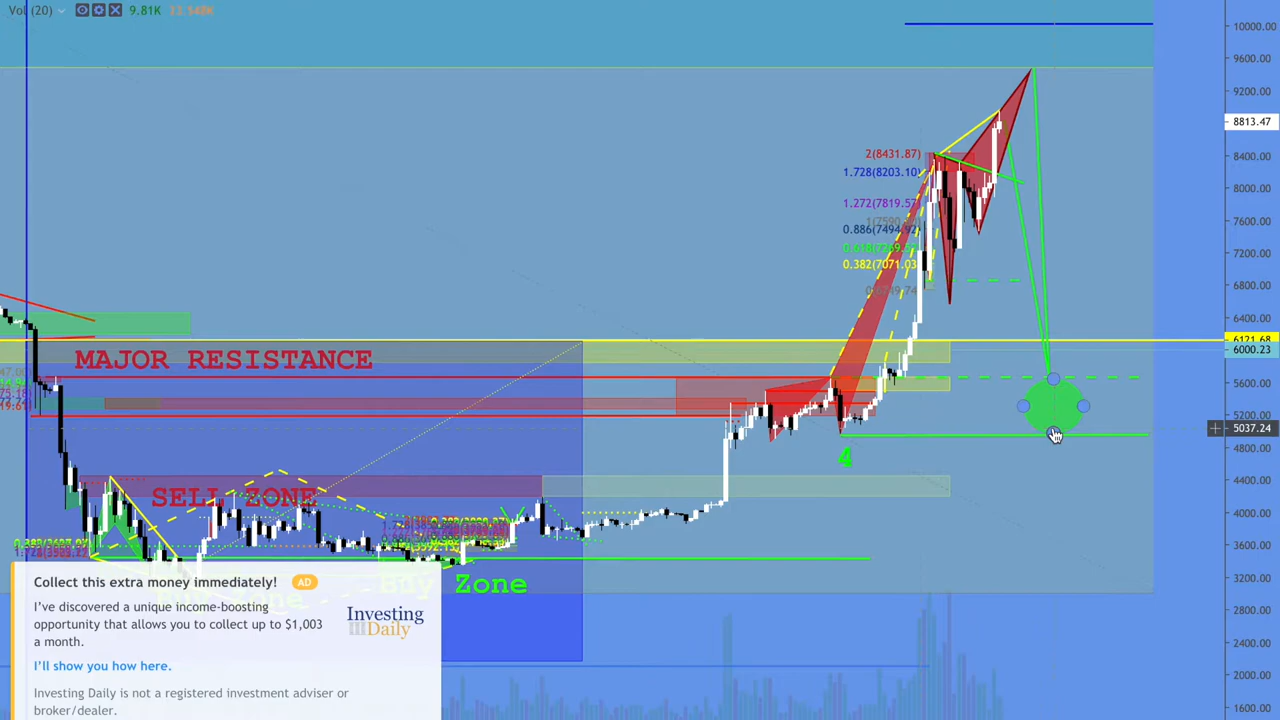 Vol (20) 9.81K
10000.00
9600.00
9200.00
8813.47
8400.00
8000.00
7600.00
7200.00
6800.00
6400.00
6121.68
6000.23
5600.00
5200.00
5037.24
4800.00
4400.00
4000.00
3600.00
3200.00
2800.00
2400.00
2(8431.87)
1.728(8203.10)
1.272(7819.57)
0.886(7494.92)
0.382(7071.03)
MAJOR RESISTANCE
SELL ZONE
4
Buy Zone
Buy Zone
Collect this extra money immediately! AD
I've discovered a unique income-boosting
opportunity that allows you to collect up to $1,003
a month.
I'll show you how here.
Investing Daily is not a registered investment adviser or
broker/dealer.
Investing
Daily